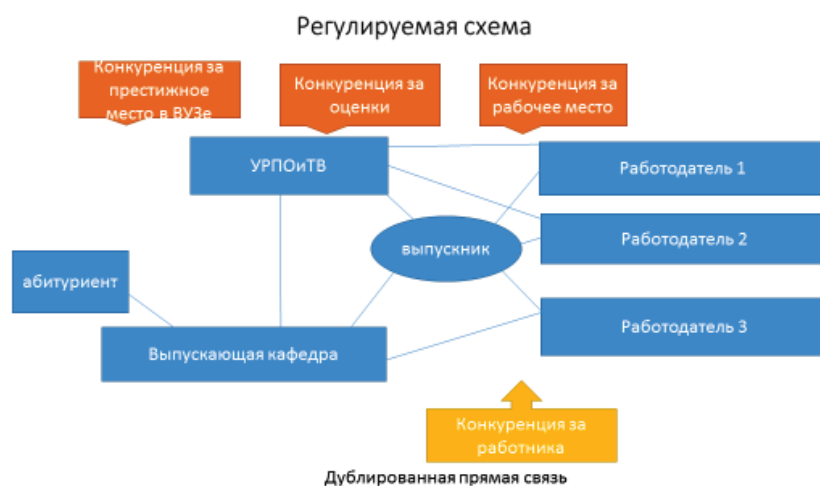 Регулируемая схема
Конкуренция за
престижное
место в ВУЗе
Конкуренция за
оценки
Конкуренция за
рабочее место
УРПОиТВ
Работодатель 1
выпускник
Работодатель 2
абитуриент
Работодатель 3
Выпускающая кафедра
Конкуренция за
работника
Дублированная прямая связь